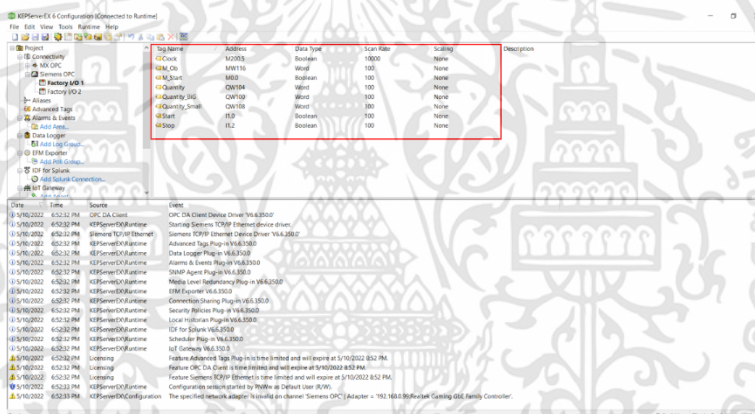 KEPServerEX 6 Configuration [Connected to Runtime]
File Edit View Tools Runtime Help
Project
Connectivity
MX OPC
Siemens OPC
Factory I/O 1
Factory I/O 2
Aliases
Advanced Tags
Alarms & Events
Add Area...
Data Logger
Add Log Group...
EFM Exporter
Add Poll Group...
IDF for Splunk
Add Splunk Connection...
IoT Gateway
Add Agent...
Tag Name Address Data Type Scan Rate Scaling Description
Clock M200.5 Boolean 10000 None
M_Ob MW116 Word 100 None
M_Start M0.0 Boolean 100 None
Quantity QW104 Word 100 None
Quantity_BIG QW100 Word 100 None
Quantity_Small QW108 Word 100 None
Start I1.0 Boolean 100 None
Stop I1.2 Boolean 100 None
Date Time Source Event
5/10/2022 6:52:32 PM OPC DA Client OPC DA Client Device Driver 'V6.6.350.0'
5/10/2022 6:52:32 PM KEPServerEX\Runtime Starting Siemens TCP/IP Ethernet device driver.
5/10/2022 6:52:32 PM Siemens TCP/IP Ethernet Siemens TCP/IP Ethernet Device Driver 'V6.6.350.0'
5/10/2022 6:52:32 PM KEPServerEX\Runtime Advanced Tags Plug-in V6.6.350.0
5/10/2022 6:52:32 PM KEPServerEX\Runtime Data Logger Plug-in V6.6.350.0
5/10/2022 6:52:32 PM KEPServerEX\Runtime Alarms & Events Plug-in V6.6.350.0
5/10/2022 6:52:32 PM KEPServerEX\Runtime SNMP Agent Plug-in V6.6.350.0
5/10/2022 6:52:32 PM KEPServerEX\Runtime Media Level Redundancy Plug-in V6.6.350.0
5/10/2022 6:52:32 PM KEPServerEX\Runtime EFM Exporter V6.6.350.0
5/10/2022 6:52:32 PM KEPServerEX\Runtime Connection Sharing Plug-in V6.6.350.0
5/10/2022 6:52:32 PM KEPServerEX\Runtime Security Policies Plug-in V6.6.350.0
5/10/2022 6:52:32 PM KEPServerEX\Runtime Local Historian Plug-in V6.6.350.0
5/10/2022 6:52:32 PM KEPServerEX\Runtime IDF for Splunk V6.6.350.0
5/10/2022 6:52:32 PM KEPServerEX\Runtime Scheduler Plug-in V6.6.350.0
5/10/2022 6:52:32 PM KEPServerEX\Runtime IoT Gateway V6.6.350.0
5/10/2022 6:52:32 PM Licensing Feature Advanced Tags Plug-in is time limited and will expire at 5/10/2022 8:52 PM.
5/10/2022 6:52:32 PM Licensing Feature OPC DA Client is time limited and will expire at 5/10/2022 8:52 PM.
5/10/2022 6:52:32 PM Licensing Feature Siemens TCP/IP Ethernet is time limited and will expire at 5/10/2022 8:52 PM.
5/10/2022 6:52:33 PM KEPServerEX\Runtime Configuration session started by PNWw as Default User (R/W).
5/10/2022 6:52:33 PM KEPServerEX\Configuration The specified network adapter is invalid on channel 'Siemens OPC' | Adapter = '192.168.0.99:Realtek Gaming GbE Family Controller'.